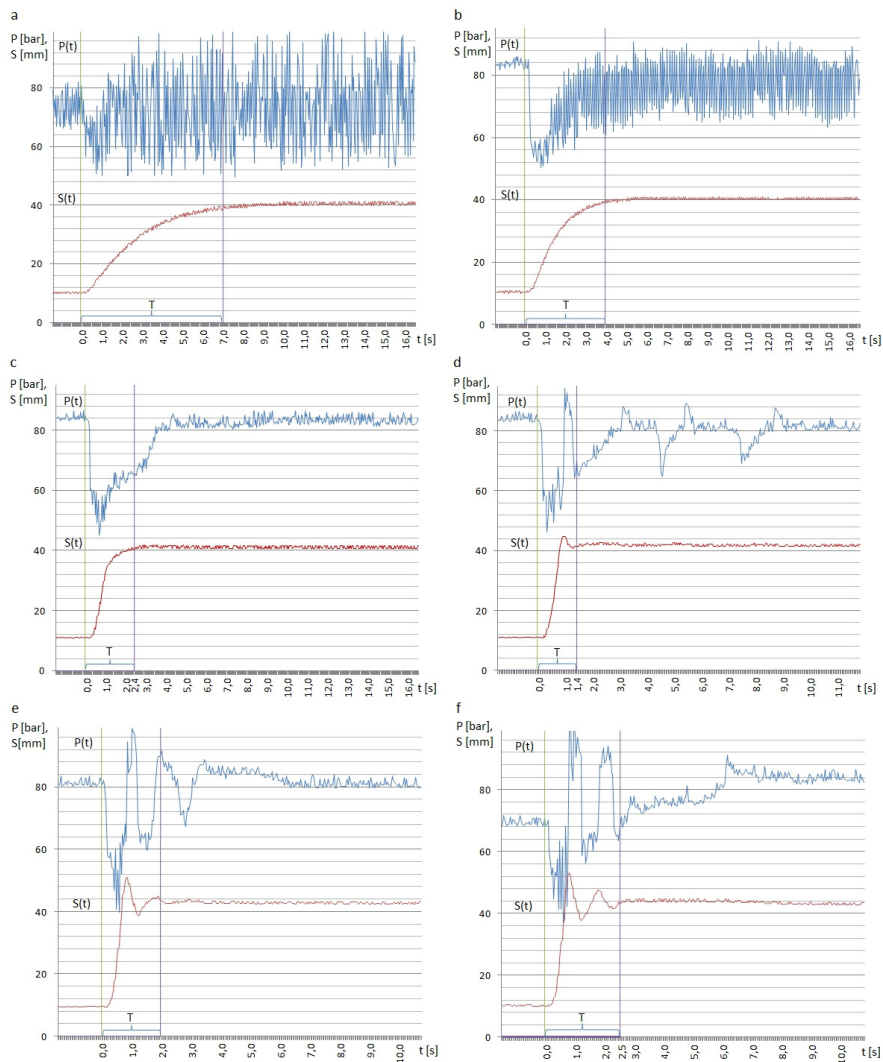 a
P [bar],
S [mm]
P(t)
80
60
S(t)
40
20
T
0
0,0 1,0 2,0 3,0 4,0 5,0 6,0 7,0 8,0 9,0 10,0 11,0 12,0 13,0 14,0 15,0 16,0 t [s]
b
P [bar],
S [mm]
P(t)
80
60
S(t)
40
20
T
0
0,0 1,0 2,0 3,0 4,0 5,0 6,0 7,0 8,0 9,0 10,0 11,0 12,0 13,0 14,0 15,0 16,0 t [s]
c
P [bar],
S [mm]
P(t)
80
60
S(t)
40
20
T
0
0,0 1,0 2,0 2,4 3,0 4,0 5,0 6,0 7,0 8,0 9,0 10,0 11,0 12,0 13,0 14,0 15,0 16,0 t [s]
d
P [bar],
S [mm]
P(t)
80
60
S(t)
40
20
T
0
0,0 1,0 1,4 2,0 3,0 4,0 5,0 6,0 7,0 8,0 9,0 10,0 11,0 t [s]
e
P [bar],
S[mm]
P(t)
80
60
S(t)
40
20
T
0
1,0 2,0 3,0 4,0 5,0 6,0 7,0 8,0 9,0 10,0 t [s]
f
P [bar],
S [mm]
P(t)
80
60
S(t)
40
20
T
0
0,0 1,0 2,0 2,5 3,0 4,0 5,0 6,0 7,0 8,0 9,0 10,0 t [s]